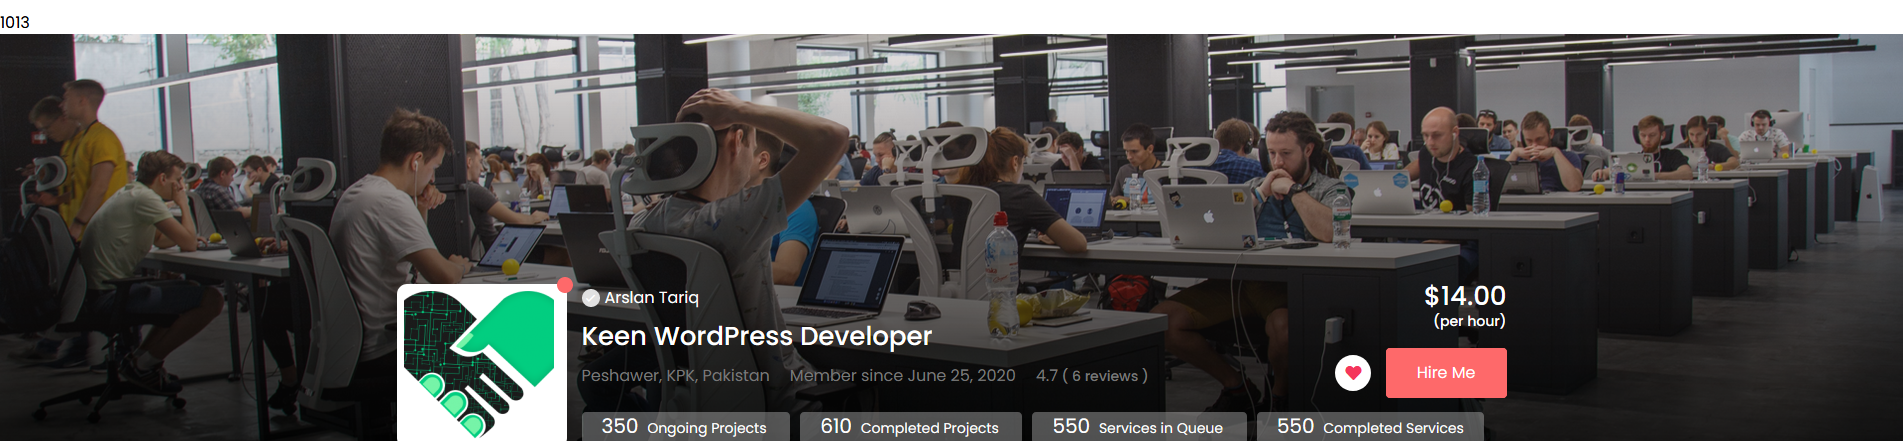 1013
Arslan Tariq
$14.00
(per hour)
Keen WordPress Developer
Peshawer, KPK, Pakistan Member since June 25, 2020 4.7 ( 6 reviews )
Hire Me
350 Ongoing Projects 610 Completed Projects 550 Services in Queue 550 Completed Services